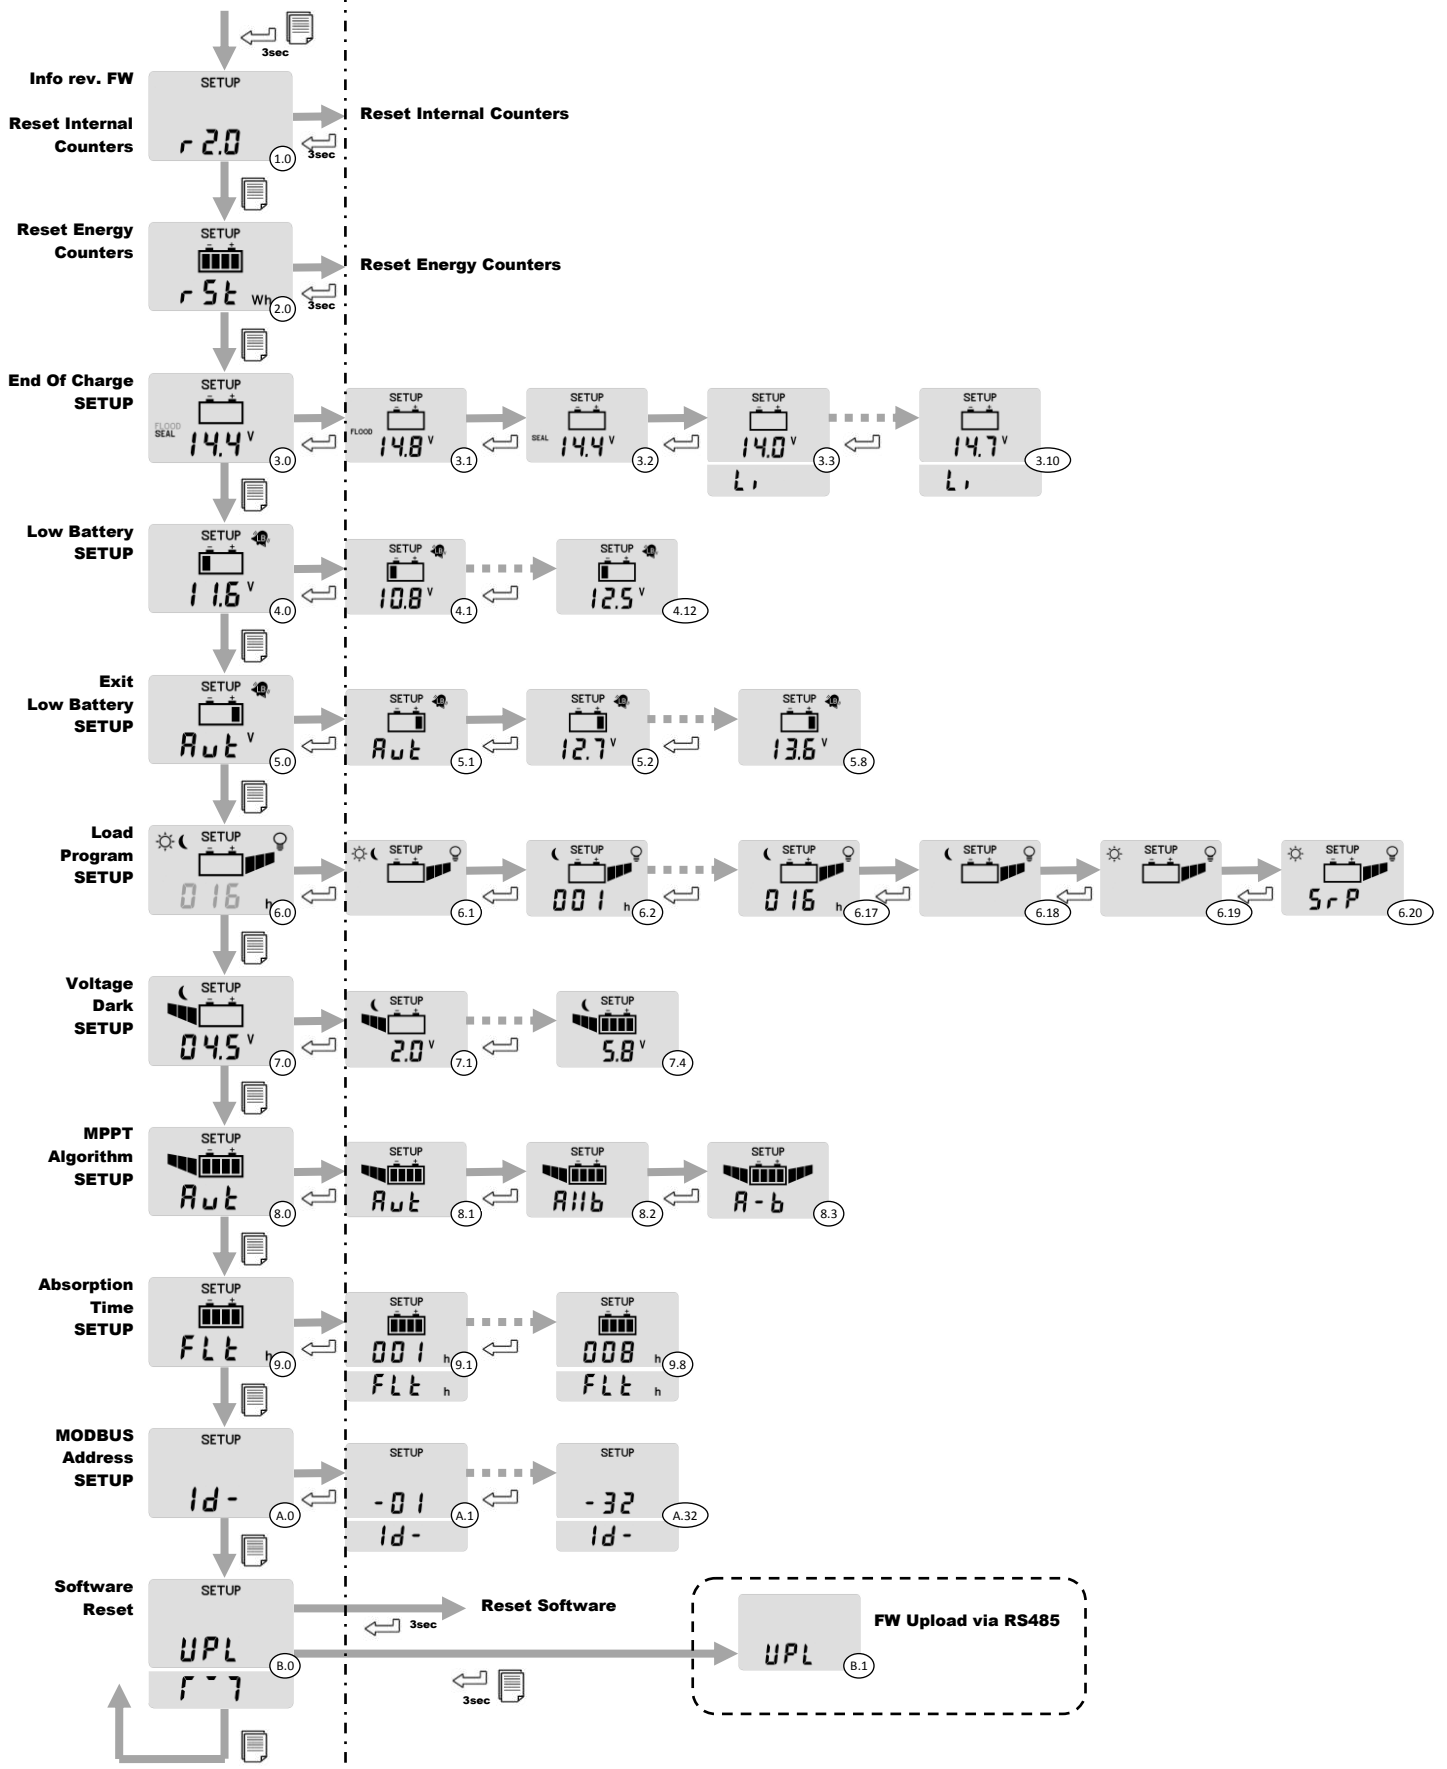 3sec
Info rev. FW
Reset Internal
Counters
SETUP
r 2.0
1.0
3sec
Reset Internal Counters
Reset Energy
Counters
SETUP
rSt Wh
2.0
3sec
Reset Energy Counters
End Of Charge
SETUP
SETUP
FLOOD
SEAL
14.4 V
3.0
SETUP
FLOOD
14.8 V
3.1
SETUP
SEAL
14.4 V
3.2
SETUP
14.0 V
3.3
Li
SETUP
14.7 V
3.10
Li
Low Battery
SETUP
SETUP LB
11.6 V
4.0
SETUP LB
10.8 V
4.1
SETUP LB
12.5 V
4.12
Exit
Low Battery
SETUP
SETUP LB
Aut V
5.0
SETUP LB
Aut
5.1
SETUP LB
12.7 V
5.2
SETUP LB
13.6 V
5.8
Load
Program
SETUP
SETUP
016 h
6.0
SETUP
6.1
SETUP
001 h
6.2
SETUP
016 h
6.17
SETUP
6.18
SETUP
6.19
SETUP
SrP
6.20
Voltage
Dark
SETUP
SETUP
04.5 V
7.0
SETUP
2.0 V
7.1
SETUP
5.8 V
7.4
MPPT
Algorithm
SETUP
SETUP
Aut
8.0
SETUP
Aut
8.1
SETUP
AIIb
8.2
SETUP
A-b
8.3
Absorption
Time
SETUP
SETUP
FLt h
9.0
SETUP
001 h
9.1
FLt h
SETUP
008 h
9.8
FLt h
MODBUS
Address
SETUP
SETUP
Id-
A.0
SETUP
-01
A.1
Id-
SETUP
-32
A.32
Id-
Software
Reset
SETUP
UPL
B.0
3sec
Reset Software
3sec
UPL
B.1
FW Upload via RS485